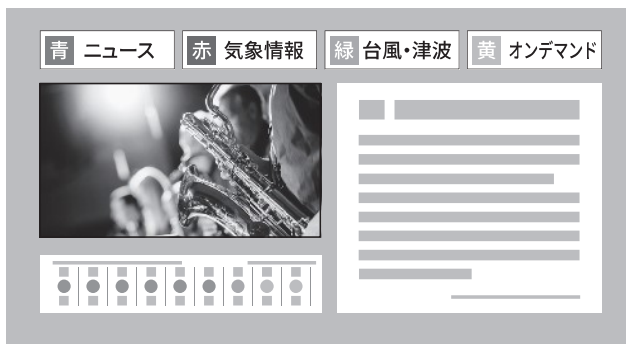 青 ニュース
赤 気象情報
緑 台風・津波
黄 オンデマンド